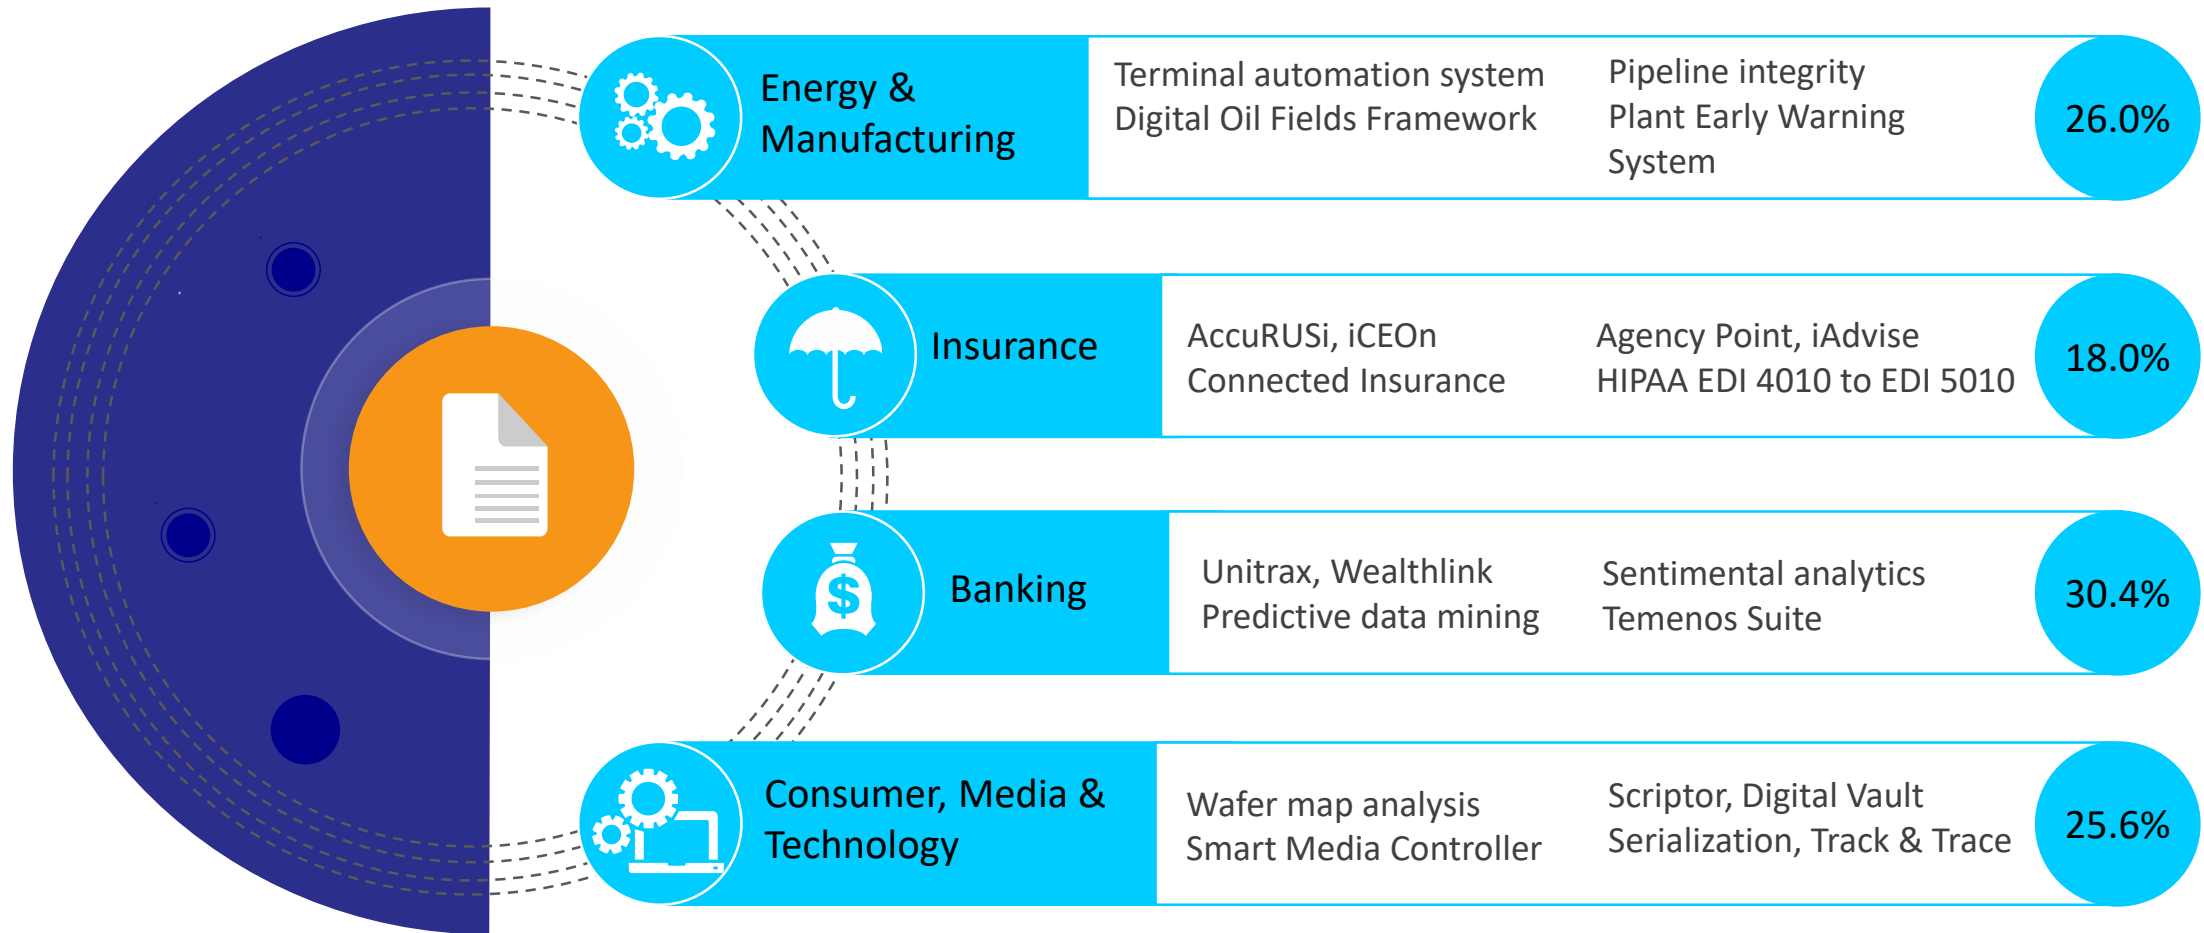 Energy &
Manufacturing
Terminal automation system
Digital Oil Fields Framework
Pipeline integrity
Plant Early Warning
System
26.0%
Insurance
AccuRUSi, iCEOn
Connected Insurance
Agency Point, iAdvise
HIPAA EDI 4010 to EDI 5010
18.0%
$
Banking
Unitrax, Wealthlink
Predictive data mining
Sentimental analytics
Temenos Suite
30.4%
Consumer, Media &
Technology
Wafer map analysis
Smart Media Controller
Scriptor, Digital Vault
Serialization, Track & Trace
25.6%